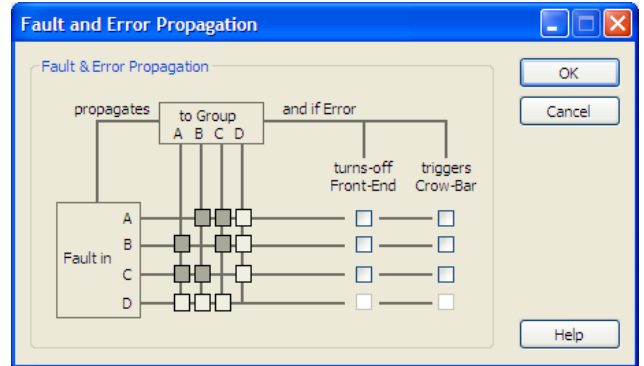 Fault and Error Propagation
Fault & Error Propagation
OK
propagates
to Group
and if Error
Cancel
A B C D
turns-off
Front-End
triggers
Crow-Bar
A
B
Fault in
C
D
Help